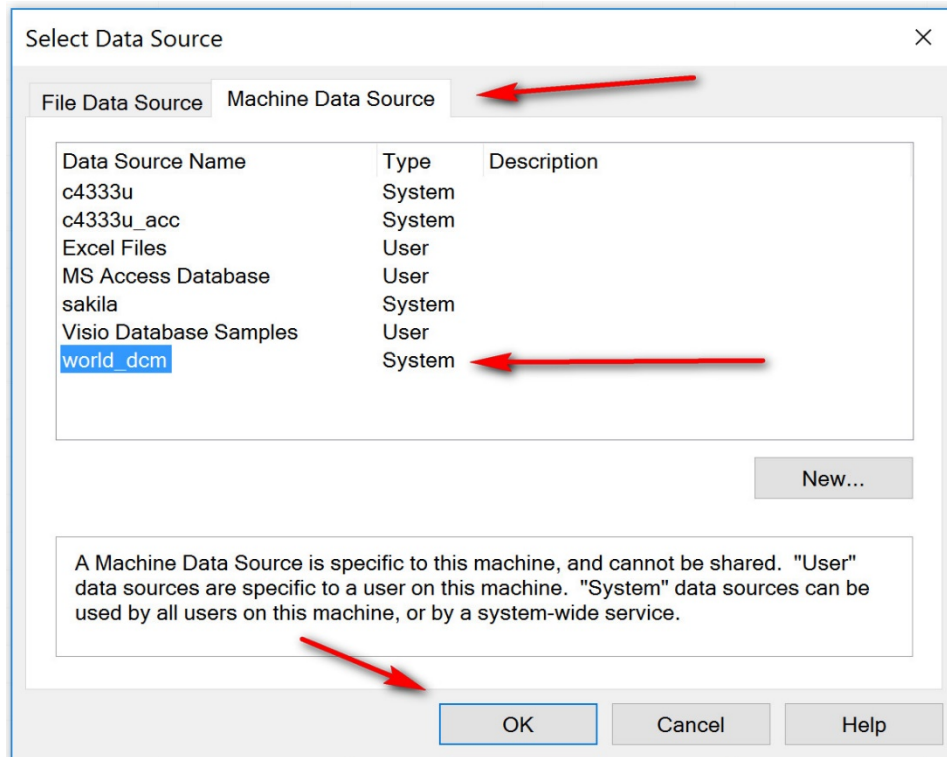 Select Data Source
File Data Source Machine Data Source
Data Source Name Type Description
c4333u System
c4333u_acc System
Excel Files User
MS Access Database User
sakila System
Visio Database Samples User
world_dcm System
New...
A Machine Data Source is specific to this machine, and cannot be shared. "User"
data sources are specific to a user on this machine. "System" data sources can be
used by all users on this machine, or by a system-wide service.
OK Cancel Help